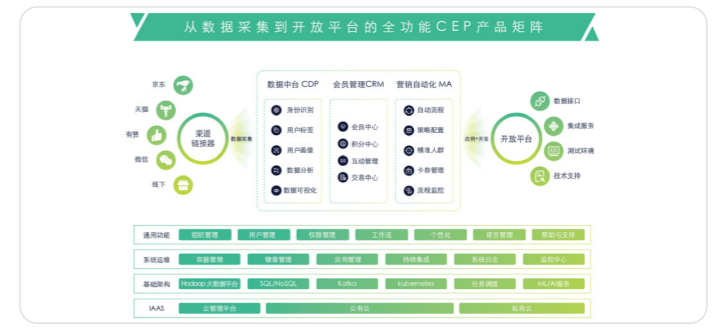 从数据采集到开放平台的全功能CEP产品矩阵
京东
天猫
有赞
微信
线下
渠道
链接器
数据采集
数据中台 CDP
身份识别
用户标签
用户画像
数据分析
数据可视化
会员管理CRM
会员中心
积分中心
互动管理
交易中心
营销自动化 MA
自动流程
策略配置
精准人群
卡券管理
流程监控
应用+开发
开放平台
数据接口
集成服务
测试环境
技术支持
通用功能 组织管理 用户管理 权限管理 工作流 个性化 语言管理 帮助与支持
系统运维 容器管理 镜像管理 应用管理 持续集成 系统日志 监控中心
基础架构 Hadoop 大数据平台 SQL/NoSQL Kafka kubernetes 任务调度 ML/AI服务
IAAS 云管理平台 公有云 私有云